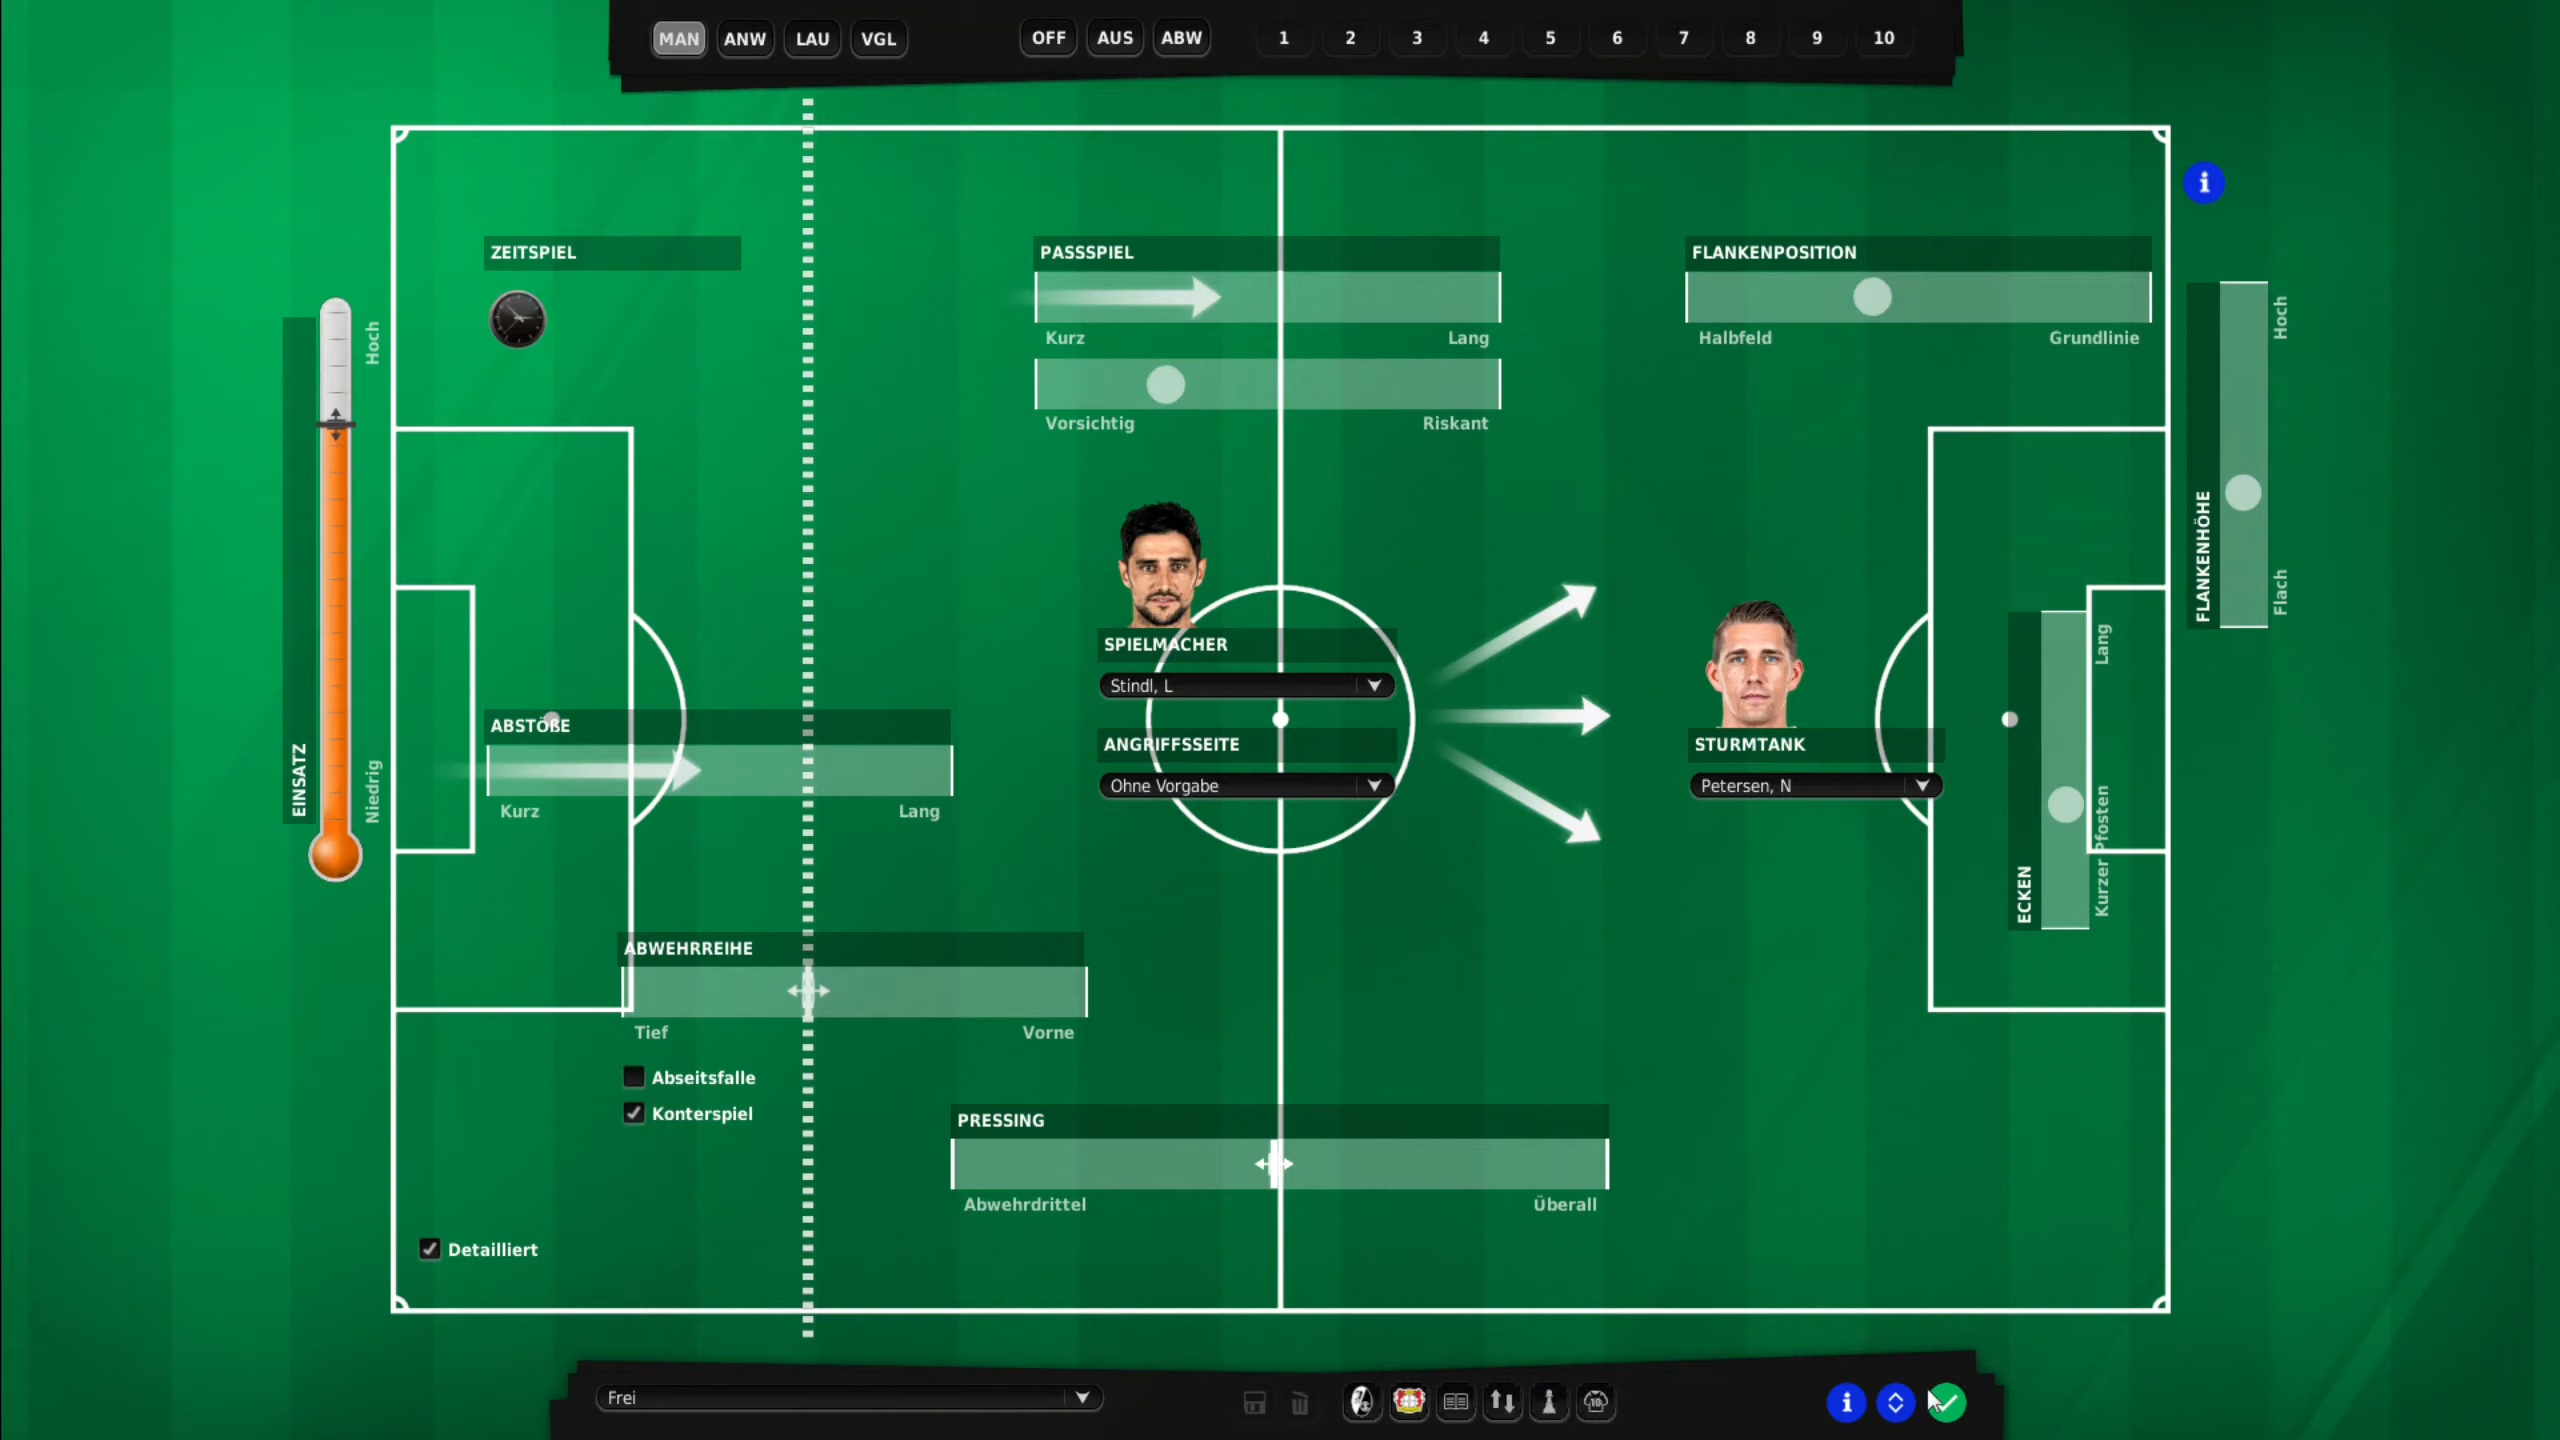 MAN ANW LAU VGL OFF AUS ABW 1 2 3 4 5 6 7 8 9 10
ZEITSPIEL
PASSSPIEL
Kurz Lang
Vorsichtig Riskant
FLANKENPOSITION
Halbfeld Grundlinie
EINSATZ
Hoch
Niedrig
FLANKENHÖHE
Hoch
Flach
SPIELMACHER
Stindl, L
ANGRIFFSSEITE
Ohne Vorgabe
STURMTANK
Petersen, N
ECKEN
Lang
Kurzer Pfosten
ABSTÖßE
Kurz Lang
ABWEHRREIHE
Tief Vorne
Abseitsfalle
Konterspiel
PRESSING
Abwehrdrittel Überall
Detailliert
Frei